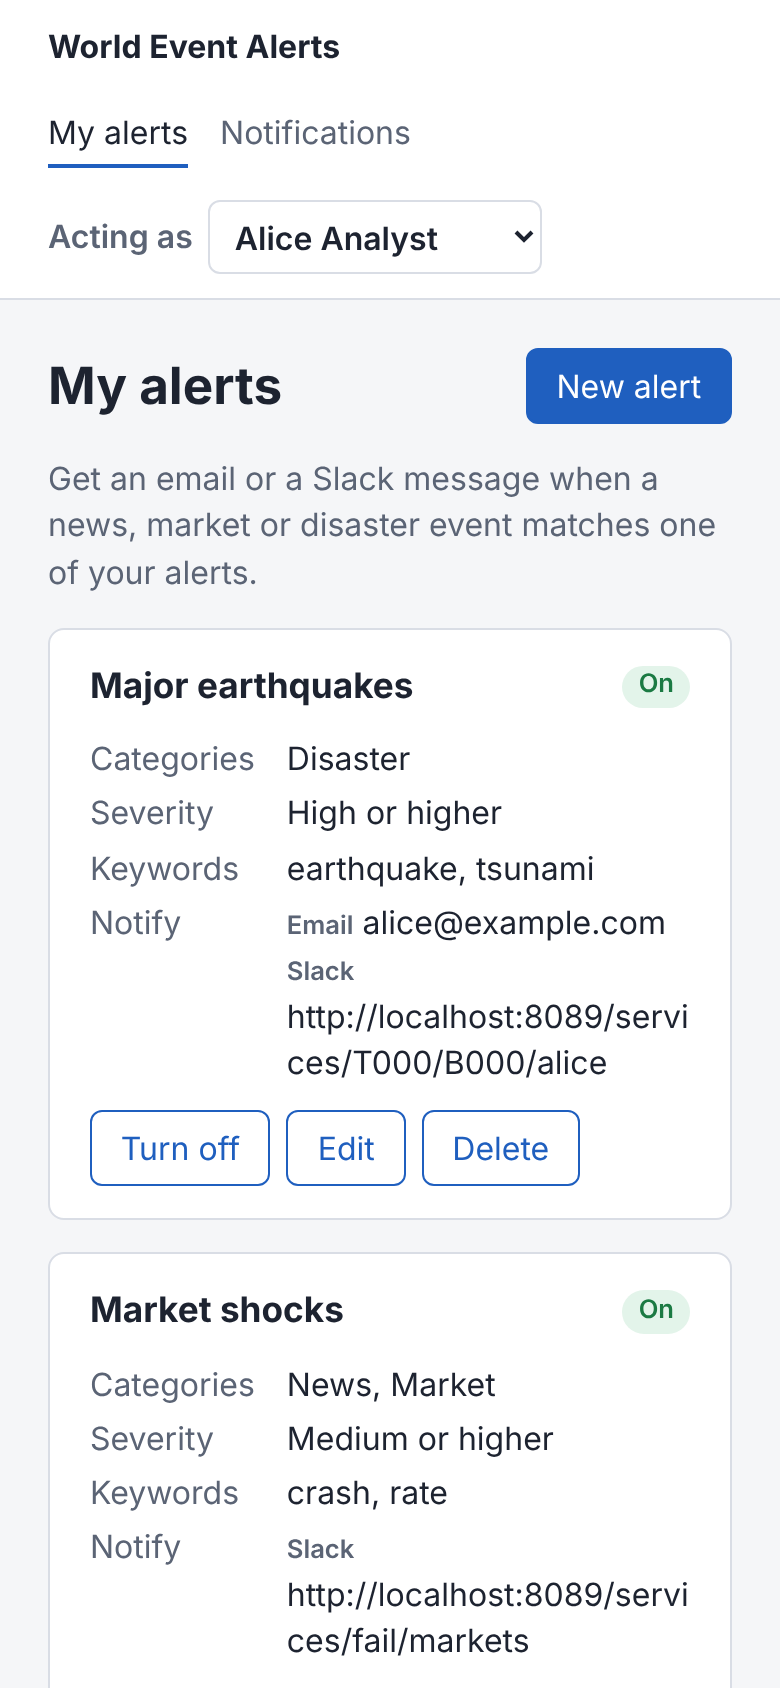 World Event Alerts
My alerts Notifications
Acting as Alice Analyst
My alerts New alert
Get an email or a Slack message when a
news, market or disaster event matches one
of your alerts.
Major earthquakes On
Categories Disaster
Severity High or higher
Keywords earthquake, tsunami
Notify Email alice@example.com
Slack
http://localhost:8089/servi
ces/T000/B000/alice
Turn off Edit Delete
Market shocks On
Categories News, Market
Severity Medium or higher
Keywords crash, rate
Notify Slack
http://localhost:8089/servi
ces/fail/markets